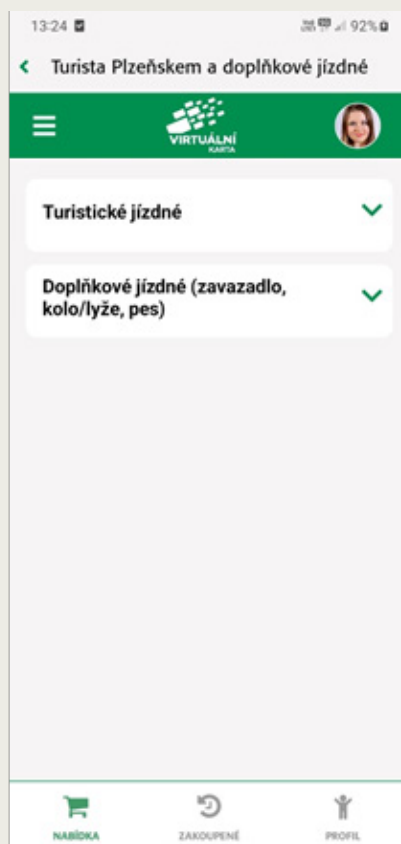 13:24
92%
Turista Plzeňskem a doplňkové jízdné
VIRTUÁLNÍ
KARTA
Turistické jízdné
Doplňkové jízdné (zavazadlo,
kolo/lyže, pes)
NABÍDKA ZAKOUPENÉ PROFIL